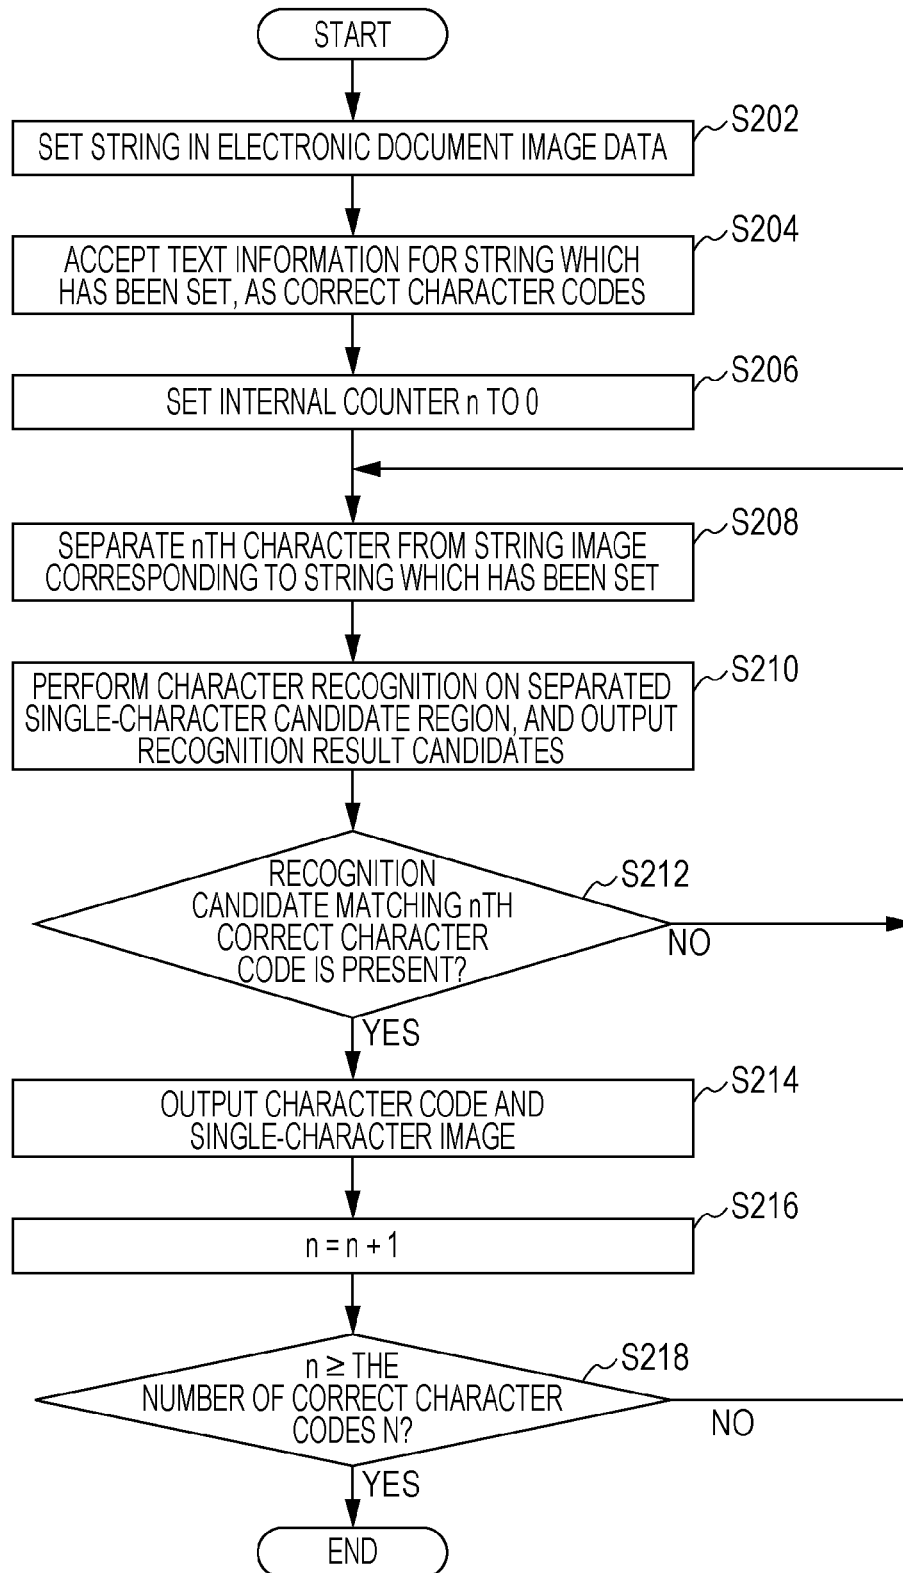 START
S202
SET STRING IN ELECTRONIC DOCUMENT IMAGE DATA
S204
ACCEPT TEXT INFORMATION FOR STRING WHICH
HAS BEEN SET, AS CORRECT CHARACTER CODES
S206
SET INTERNAL COUNTER n TO 0
S208
SEPARATE nTH CHARACTER FROM STRING IMAGE
CORRESPONDING TO STRING WHICH HAS BEEN SET
S210
PERFORM CHARACTER RECOGNITION ON SEPARATED
SINGLE-CHARACTER CANDIDATE REGION, AND OUTPUT
RECOGNITION RESULT CANDIDATES
S212
RECOGNITION
CANDIDATE MATCHING nTH
CORRECT CHARACTER
CODE IS PRESENT?
NO
YES
S214
OUTPUT CHARACTER CODE AND
SINGLE-CHARACTER IMAGE
S216
n = n + 1
S218
n ≥ THE
NUMBER OF CORRECT CHARACTER
CODES N?
NO
YES
END